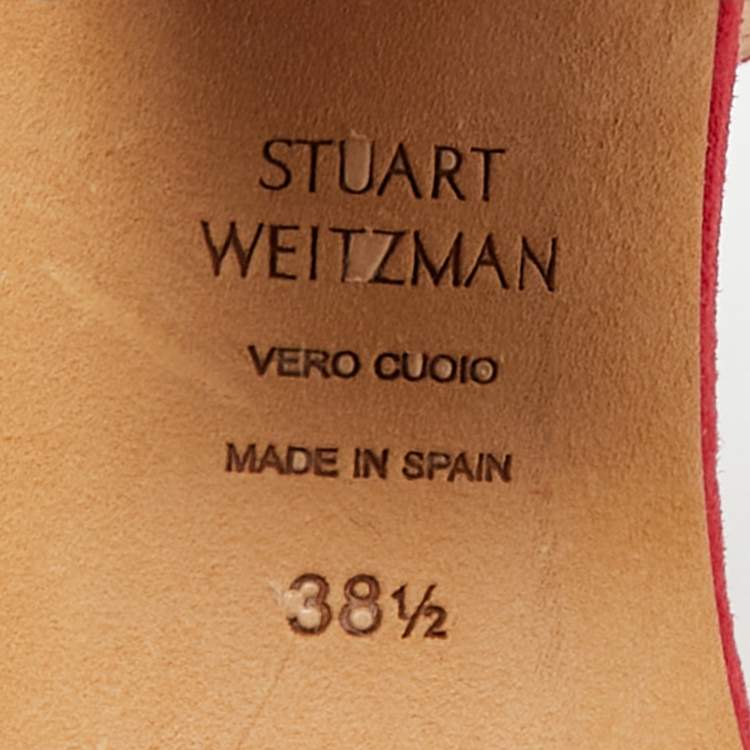 STUART
WEITZMAN
VERO CUOIO
MADE IN SPAIN
38½